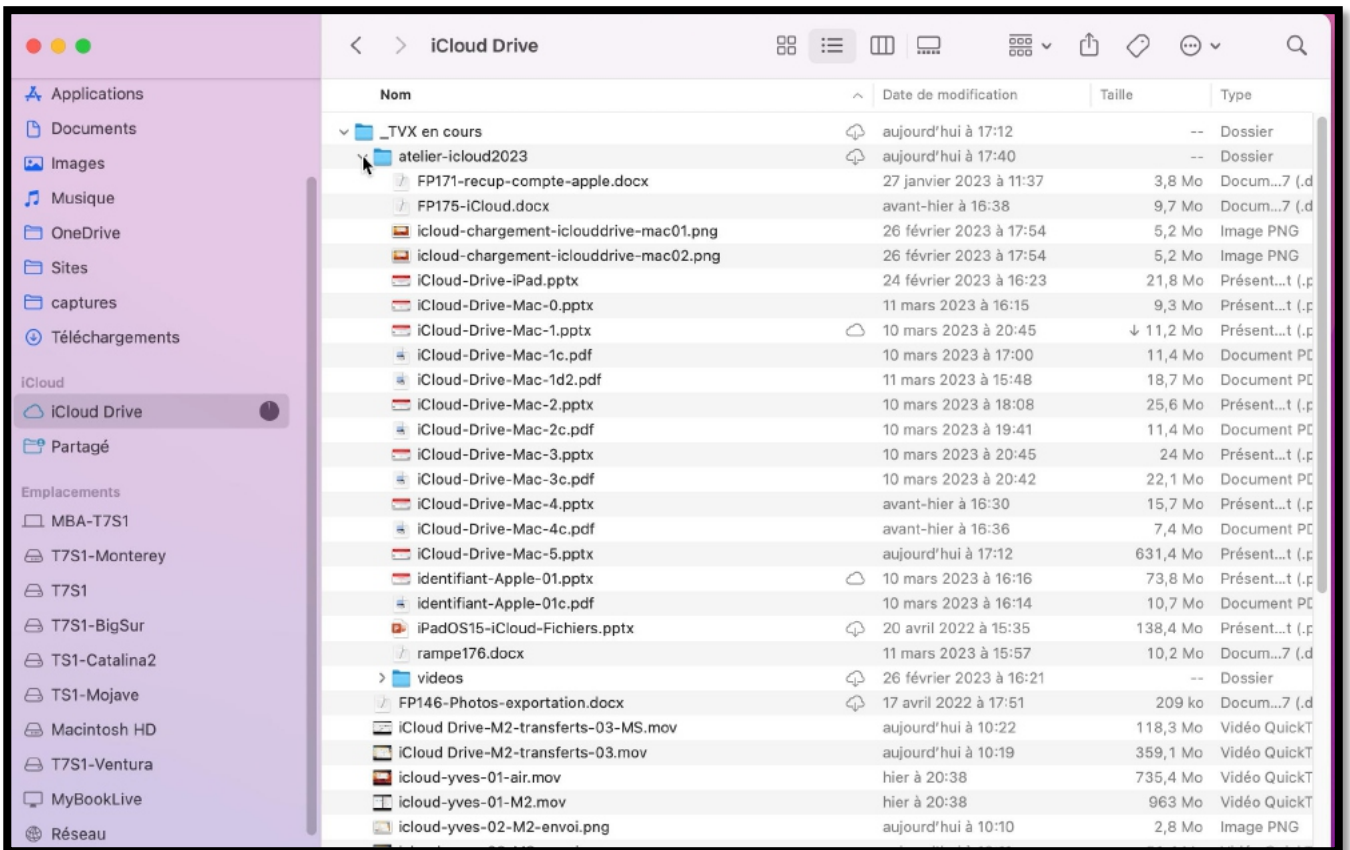 iCloud Drive
Applications
Documents
Images
Musique
OneDrive
Sites
captures
Téléchargements
iCloud
iCloud Drive
Partagé
Emplacements
MBA-T7S1
T7S1-Monterey
T7S1
T7S1-BigSur
TS1-Catalina2
TS1-Mojave
Macintosh HD
T7S1-Ventura
MyBookLive
Réseau
Nom Date de modification Taille Type
_TVX en cours aujourd'hui à 17:12 -- Dossier
atelier-icloud2023 aujourd'hui à 17:40 -- Dossier
FP171-recup-compte-apple.docx 27 janvier 2023 à 11:37 3,8 Mo Docum...7 (.d
FP175-iCloud.docx avant-hier à 16:38 9,7 Mo Docum...7 (.d
icloud-chargement-iclouddrive-mac01.png 26 février 2023 à 17:54 5,2 Mo Image PNG
icloud-chargement-iclouddrive-mac02.png 26 février 2023 à 17:54 5,2 Mo Image PNG
iCloud-Drive-iPad.pptx 24 février 2023 à 16:23 21,8 Mo Présent...t (.p
iCloud-Drive-Mac-0.pptx 11 mars 2023 à 16:15 9,3 Mo Présent...t (.p
iCloud-Drive-Mac-1.pptx 10 mars 2023 à 20:45 ↓ 11,2 Mo Présent...t (.p
iCloud-Drive-Mac-1c.pdf 10 mars 2023 à 17:00 11,4 Mo Document PD
iCloud-Drive-Mac-1d2.pdf 11 mars 2023 à 15:48 18,7 Mo Document PD
iCloud-Drive-Mac-2.pptx 10 mars 2023 à 18:08 25,6 Mo Présent...t (.p
iCloud-Drive-Mac-2c.pdf 10 mars 2023 à 19:41 11,4 Mo Document PD
iCloud-Drive-Mac-3.pptx 10 mars 2023 à 20:45 24 Mo Présent...t (.p
iCloud-Drive-Mac-3c.pdf 10 mars 2023 à 20:42 22,1 Mo Document PD
iCloud-Drive-Mac-4.pptx avant-hier à 16:30 15,7 Mo Présent...t (.p
iCloud-Drive-Mac-4c.pdf avant-hier à 16:36 7,4 Mo Document PD
iCloud-Drive-Mac-5.pptx aujourd'hui à 17:12 631,4 Mo Présent...t (.p
identifiant-Apple-01.pptx 10 mars 2023 à 16:16 73,8 Mo Présent...t (.p
identifiant-Apple-01c.pdf 10 mars 2023 à 16:14 10,7 Mo Document PD
iPadOS15-iCloud-Fichiers.pptx 20 avril 2022 à 15:35 138,4 Mo Présent...t (.p
rampe176.docx 11 mars 2023 à 15:57 10,2 Mo Docum...7 (.d
videos 26 février 2023 à 16:21 -- Dossier
FP146-Photos-exportation.docx 17 avril 2022 à 17:51 209 ko Docum...7 (.d
iCloud Drive-M2-transferts-03-MS.mov aujourd'hui à 10:22 118,3 Mo Vidéo QuickT
iCloud Drive-M2-transferts-03.mov aujourd'hui à 10:19 359,1 Mo Vidéo QuickT
icloud-yves-01-air.mov hier à 20:38 735,4 Mo Vidéo QuickT
icloud-yves-01-M2.mov hier à 20:38 963 Mo Vidéo QuickT
icloud-yves-02-M2-envoi.png aujourd'hui à 10:10 2,8 Mo Image PNG